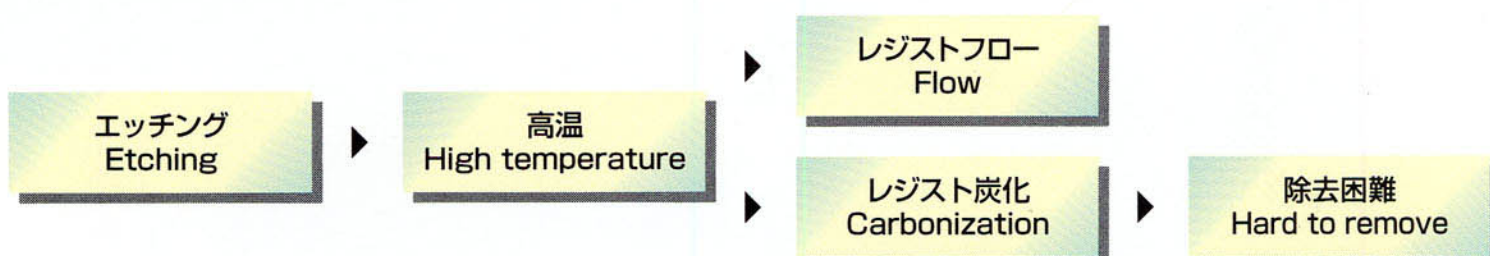 エッチング
Etching
高温
High temperature
レジストフロー
Flow
レジスト炭化
Carbonization
除去困難
Hard to remove